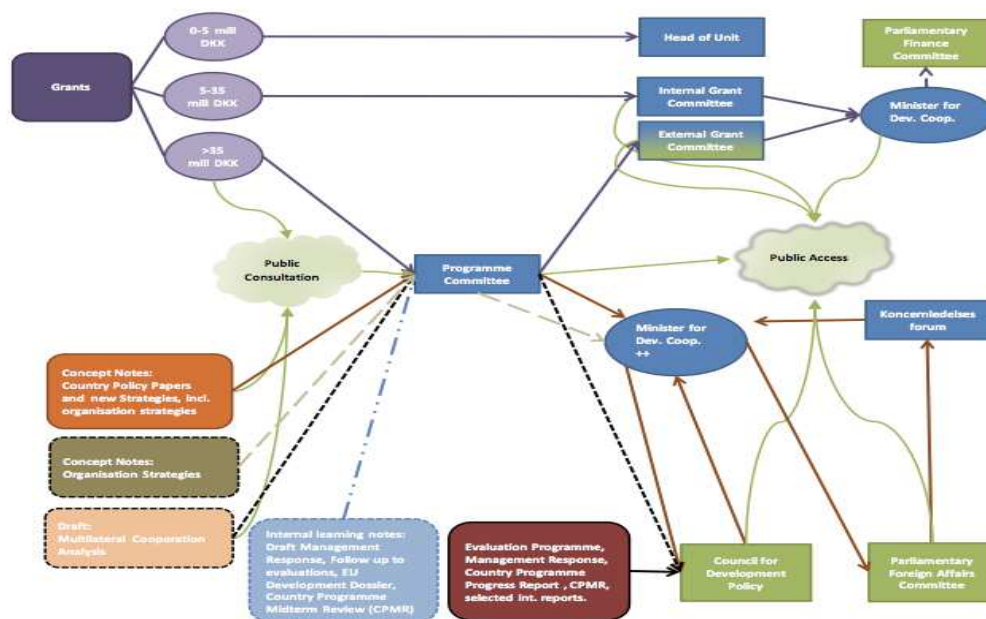 0-5 mill
DKK
Head of Unit
Parliamentary
Finance
Committee
Grants
5-35
mill DKK
Internal Grant
Committee
Minister for
Dev. Coop.
External Grant
Committee
>35
mill DKK
Public
Consultation
Programme
Committee
Public Access
Minister for
Dev. Coop.
++
Koncernledelses
forum
Concept Notes:
Country Policy Papers
and new Strategies, incl.
organisation strategies
Concept Notes:
Organisation Strategies
Draft:
Multilateral Cooperation
Analysis
Internal learning notes:
Draft Management
Response, Follow up to
evaluations, EU
Development Dossier,
Country Programme
Midterm Review (CPMR)
Evaluation Programme,
Management Response,
Country Programme
Progress Report , CPMR,
selected int. reports.
Council for
Development
Policy
Parliamentary
Foreign Affairs
Committee